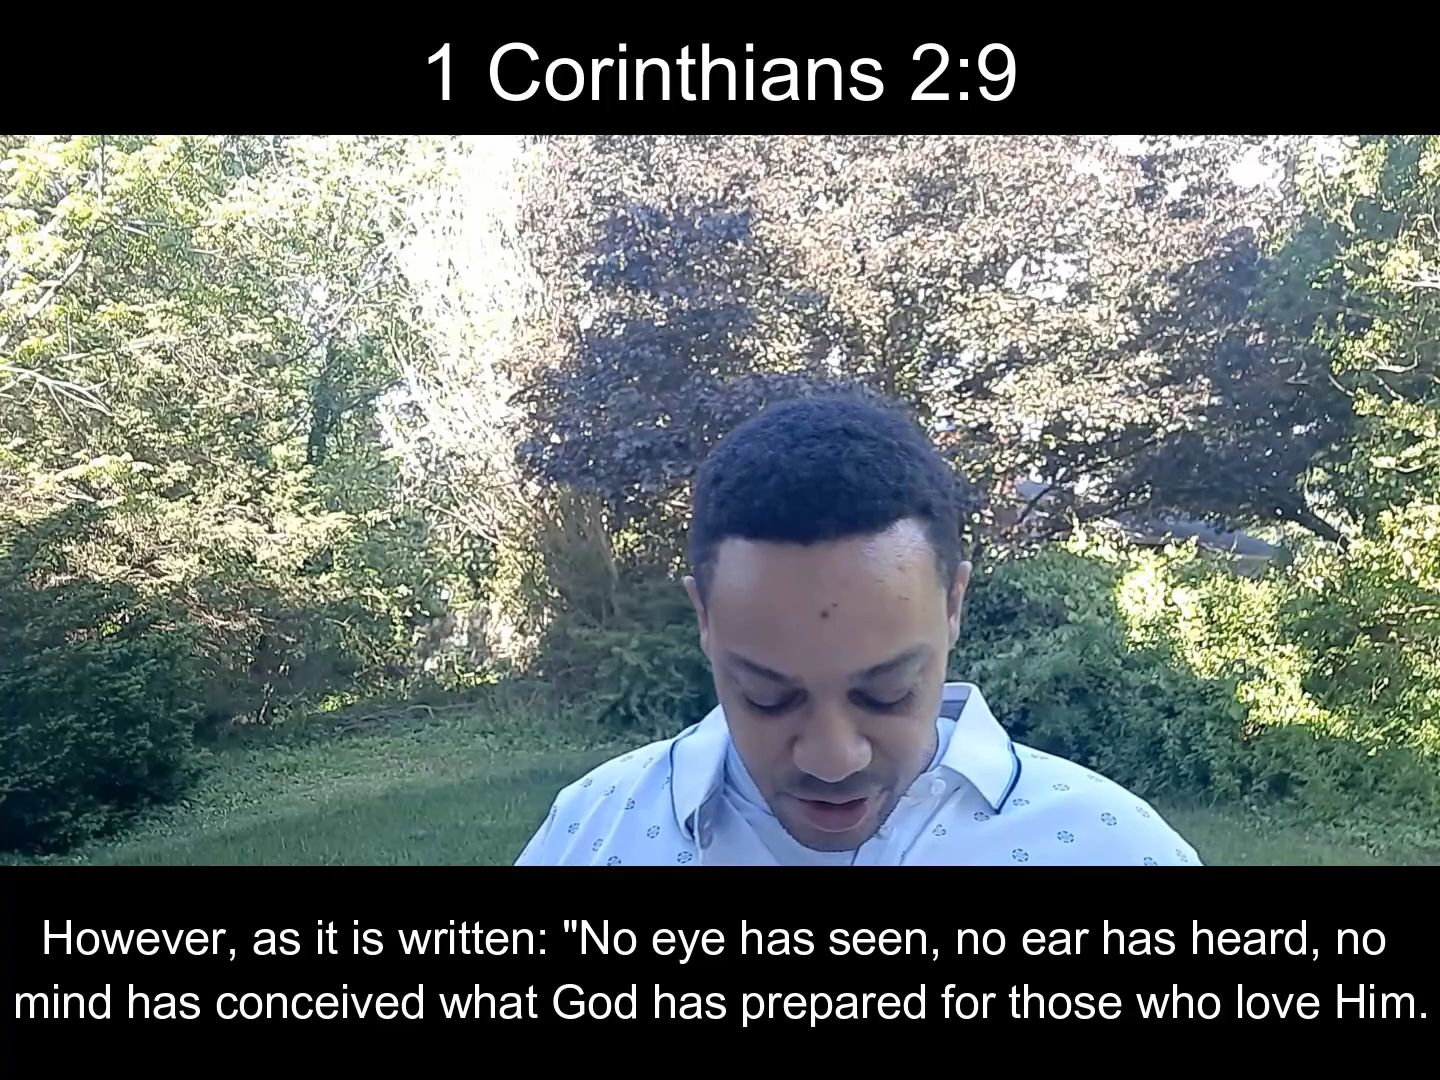 1 Corinthians 2:9
However, as it is written: "No eye has seen, no ear has heard, no
mind has conceived what God has prepared for those who love Him.